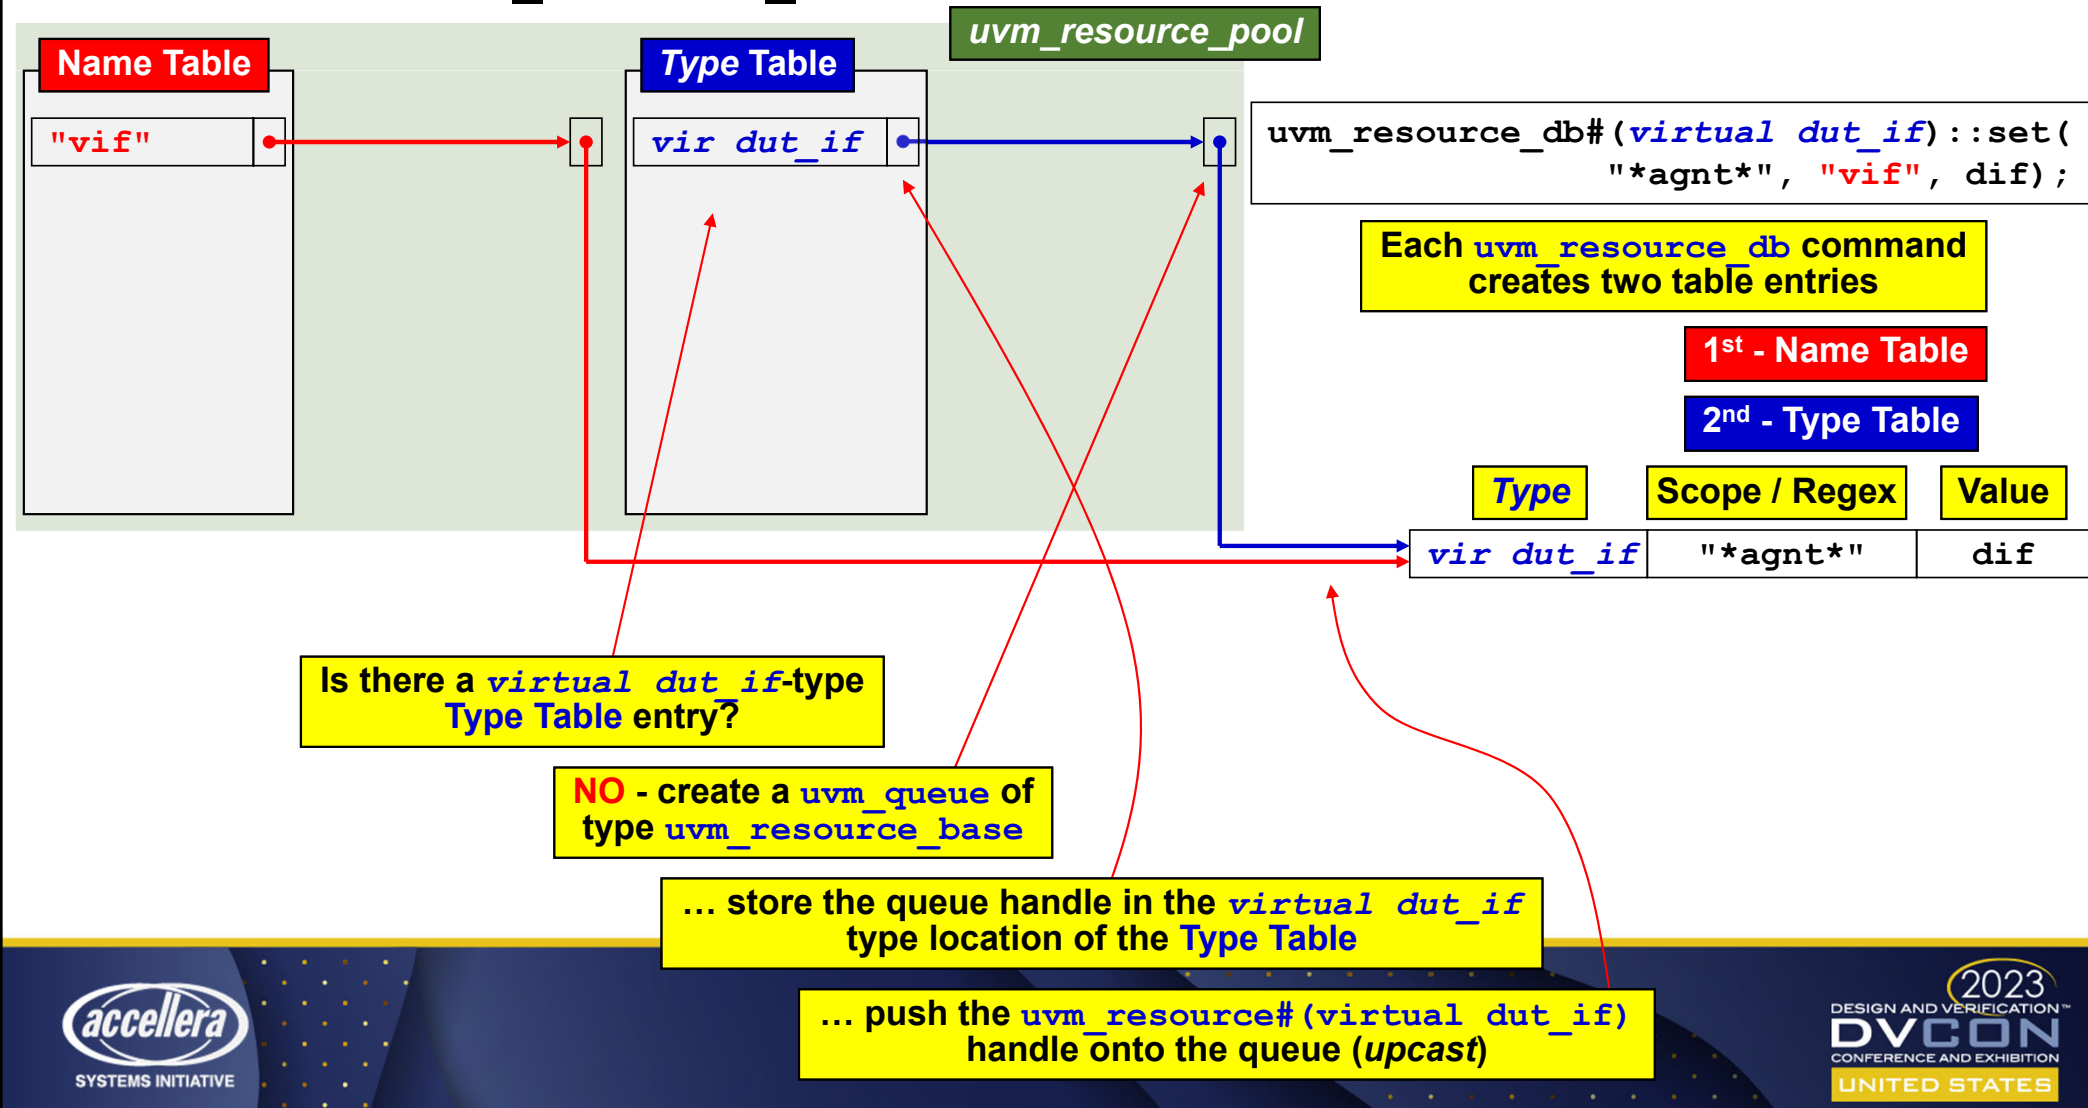 uvm_resource_pool
Name Table
Type Table
"vif"
vir dut_if
uvm_resource_db#(virtual dut_if)::set(
"*agnt*", "vif", dif);
Each uvm_resource_db command
creates two table entries
1st - Name Table
2nd - Type Table
Type
Scope / Regex
Value
vir dut_if
"*agnt*"
dif
Is there a virtual dut_if-type
Type Table entry?
NO - create a uvm_queue of
type uvm_resource_base
… store the queue handle in the virtual dut_if
type location of the Type Table
… push the uvm_resource#(virtual dut_if)
handle onto the queue (upcast)
accellera
SYSTEMS INITIATIVE
2023
DESIGN AND VERIFICATION™
DVCON
CONFERENCE AND EXHIBITION
UNITED STATES